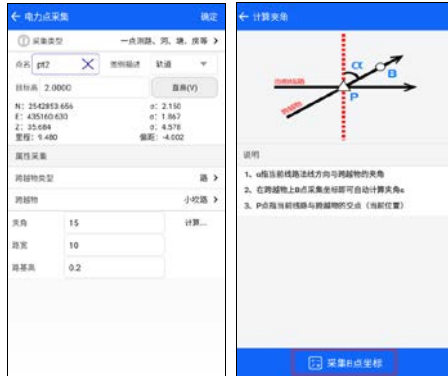 电力点采集 确定
采集类型 一点测路、河、塘、房等
点名 pt2 图例描述 轨道
目标高 2.0000 直高(V)
N: 2542853.656 σ: 2.150
E: 435160.630 σ: 1.867
Z: 35.684 σ: 4.576
里程: 9.480 偏距: -4.002
属性采集
跨越物类型 路
跨越物
夹角 15 计算...
路宽 10
路基高 0.2
计算夹角
α
B
P
跨越物
说明
1、α指当前线路法线方向与跨越物的夹角
2、在跨越物上B点采集坐标即可自动计算夹角α
3、P点指当前线路与跨越物的交点（当前位置）
采集B点坐标